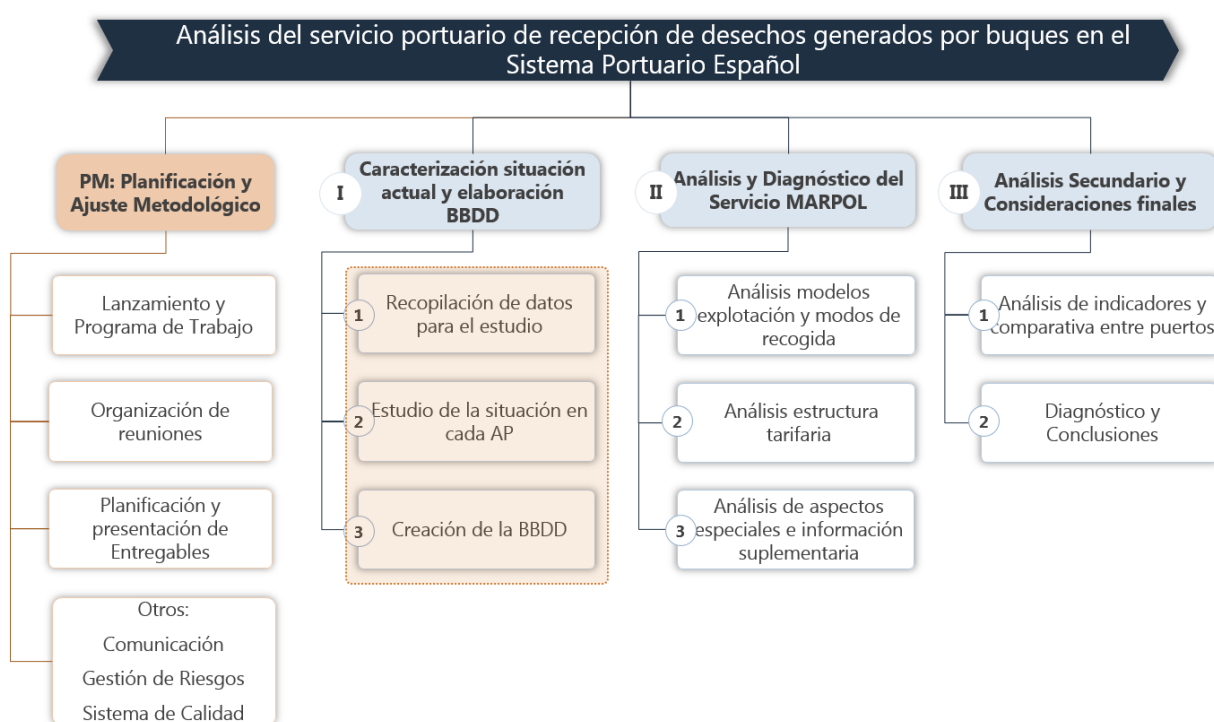 Análisis del servicio portuario de recepción de desechos generados por buques en el
Sistema Portuario Español
PM: Planificación y
Ajuste Metodológico
Lanzamiento y
Programa de Trabajo
Organización de
reuniones
Planificación y
presentación de
Entregables
Otros:
Comunicación
Gestión de Riesgos
Sistema de Calidad
I
Caracterización situación
actual y elaboración
BBDD
1
Recopilación de datos
para el estudio
2
Estudio de la situación en
cada AP
3
Creación de la BBDD
II
Análisis y Diagnóstico del
Servicio MARPOL
1
Análisis modelos
explotación y modos de
recogida
2
Análisis estructura
tarifaria
3
Análisis de aspectos
especiales e información
suplementaria
III
Análisis Secundario y
Consideraciones finales
1
Análisis de indicadores y
comparativa entre puertos
2
Diagnóstico y
Conclusiones